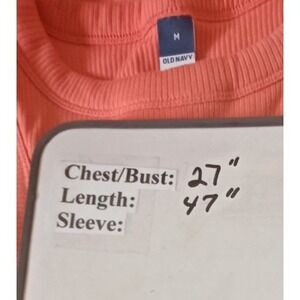 M
OLD NAVY
Chest/Bust: 27"
Length: 47"
Sleeve: